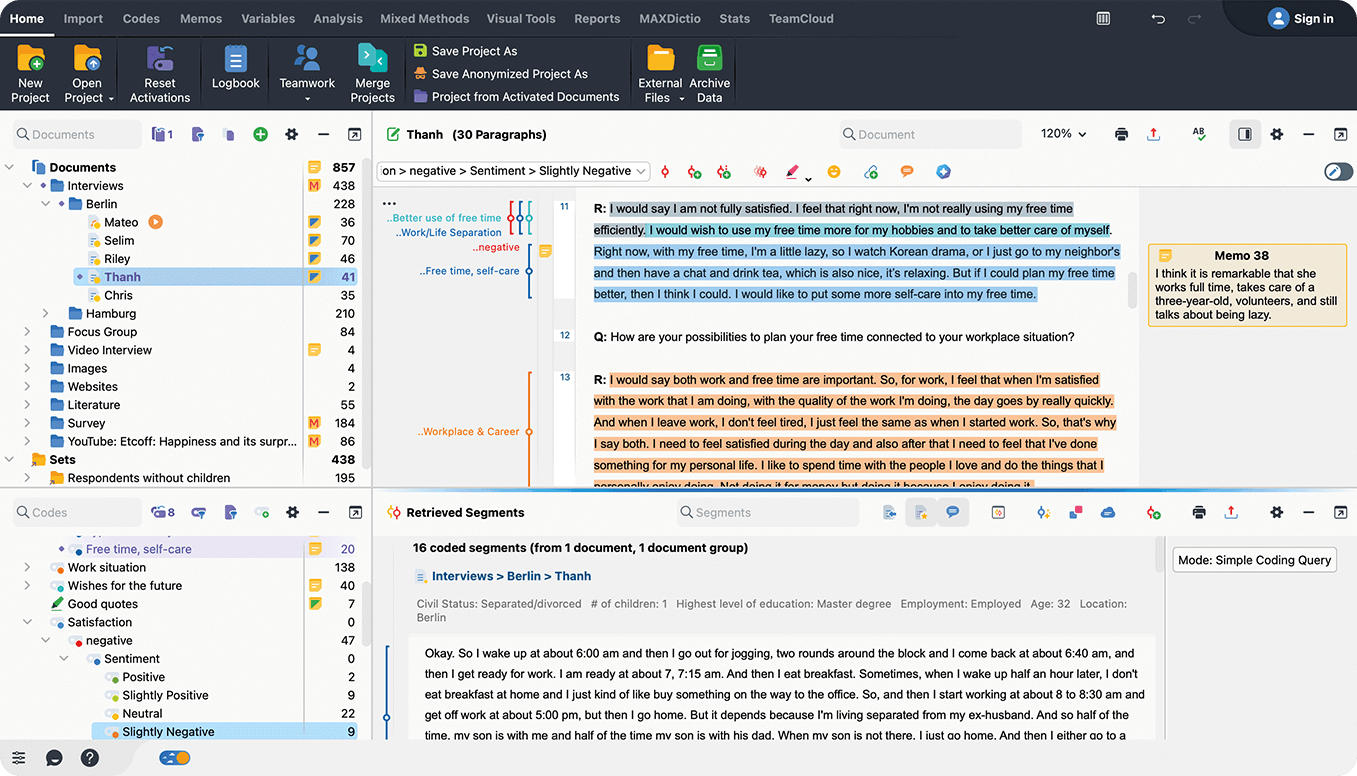 Home Import Codes Memos Variables Analysis Mixed Methods Visual Tools Reports MAXDictio Stats TeamCloud Sign in
New Project
Open Project
Reset Activations
Logbook
Teamwork
Merge Projects
Save Project As
Save Anonymized Project As
Project from Activated Documents
External Files
Archive Data
Documents 1
Documents 857
Interviews M 438
Berlin 228
Mateo 36
Selim 70
Riley 46
Thanh 41
Chris 35
Hamburg 210
Focus Group 84
Video Interview 4
Images 4
Websites 2
Literature 55
Survey M 184
YouTube: Etcoff: Happiness and its surpr... M 86
Sets 438
Respondents without children 195
Thanh (30 Paragraphs) Document 120% AB
on > negative > Sentiment > Slightly Negative
...
..Better use of free time
..Work/Life Separation
..negative
..Free time, self-care
..Workplace & Career
11
R: I would say I am not fully satisfied. I feel that right now, I'm not really using my free time
efficiently. I would wish to use my free time more for my hobbies and to take better care of myself.
Right now, with my free time, I'm a little lazy, so I watch Korean drama, or I just go to my neighbor's
and then have a chat and drink tea, which is also nice, it's relaxing. But if I could plan my free time
better, then I think I could. I would like to put some more self-care into my free time.
12
Q: How are your possibilities to plan your free time connected to your workplace situation?
13
R: I would say both work and free time are important. So, for work, I feel that when I'm satisfied
with the work that I am doing, with the quality of the work I'm doing, the day goes by really quickly.
And when I leave work, I don't feel tired, I just feel the same as when I started work. So, that's why
I say both. I need to feel satisfied during the day and also after that I need to feel that I've done
something for my personal life. I like to spend time with the people I love and do the things that I
personally enjoy doing. Not doing it for money but doing it because I enjoy doing it.
Memo 38
I think it is remarkable that she
works full time, takes care of a
three-year-old, volunteers, and still
talks about being lazy.
Codes 8
Free time, self-care 20
Work situation 138
Wishes for the future 40
Good quotes 7
Satisfaction 0
negative 47
Sentiment 0
Positive 2
Slightly Positive 9
Neutral 22
Slightly Negative 9
Retrieved Segments Segments
16 coded segments (from 1 document, 1 document group)
Interviews > Berlin > Thanh
Civil Status: Separated/divorced # of children: 1 Highest level of education: Master degree Employment: Employed Age: 32 Location:
Berlin
Okay. So I wake up at about 6:00 am and then I go out for jogging, two rounds around the block and I come back at about 6:40 am, and
then I get ready for work. I am ready at about 7, 7:15 am. And then I eat breakfast. Sometimes, when I wake up half an hour later, I don't
eat breakfast at home and I just kind of like buy something on the way to the office. So, and then I start working at about 8 to 8:30 am and
get off work at about 5:00 pm, but then I go home. But it depends because I'm living separated from my ex-husband. And so half of the
time, my son is with me and half of the time my son is with his dad. When my son is not there, I just go home. And then I either go to a
Mode: Simple Coding Query
?